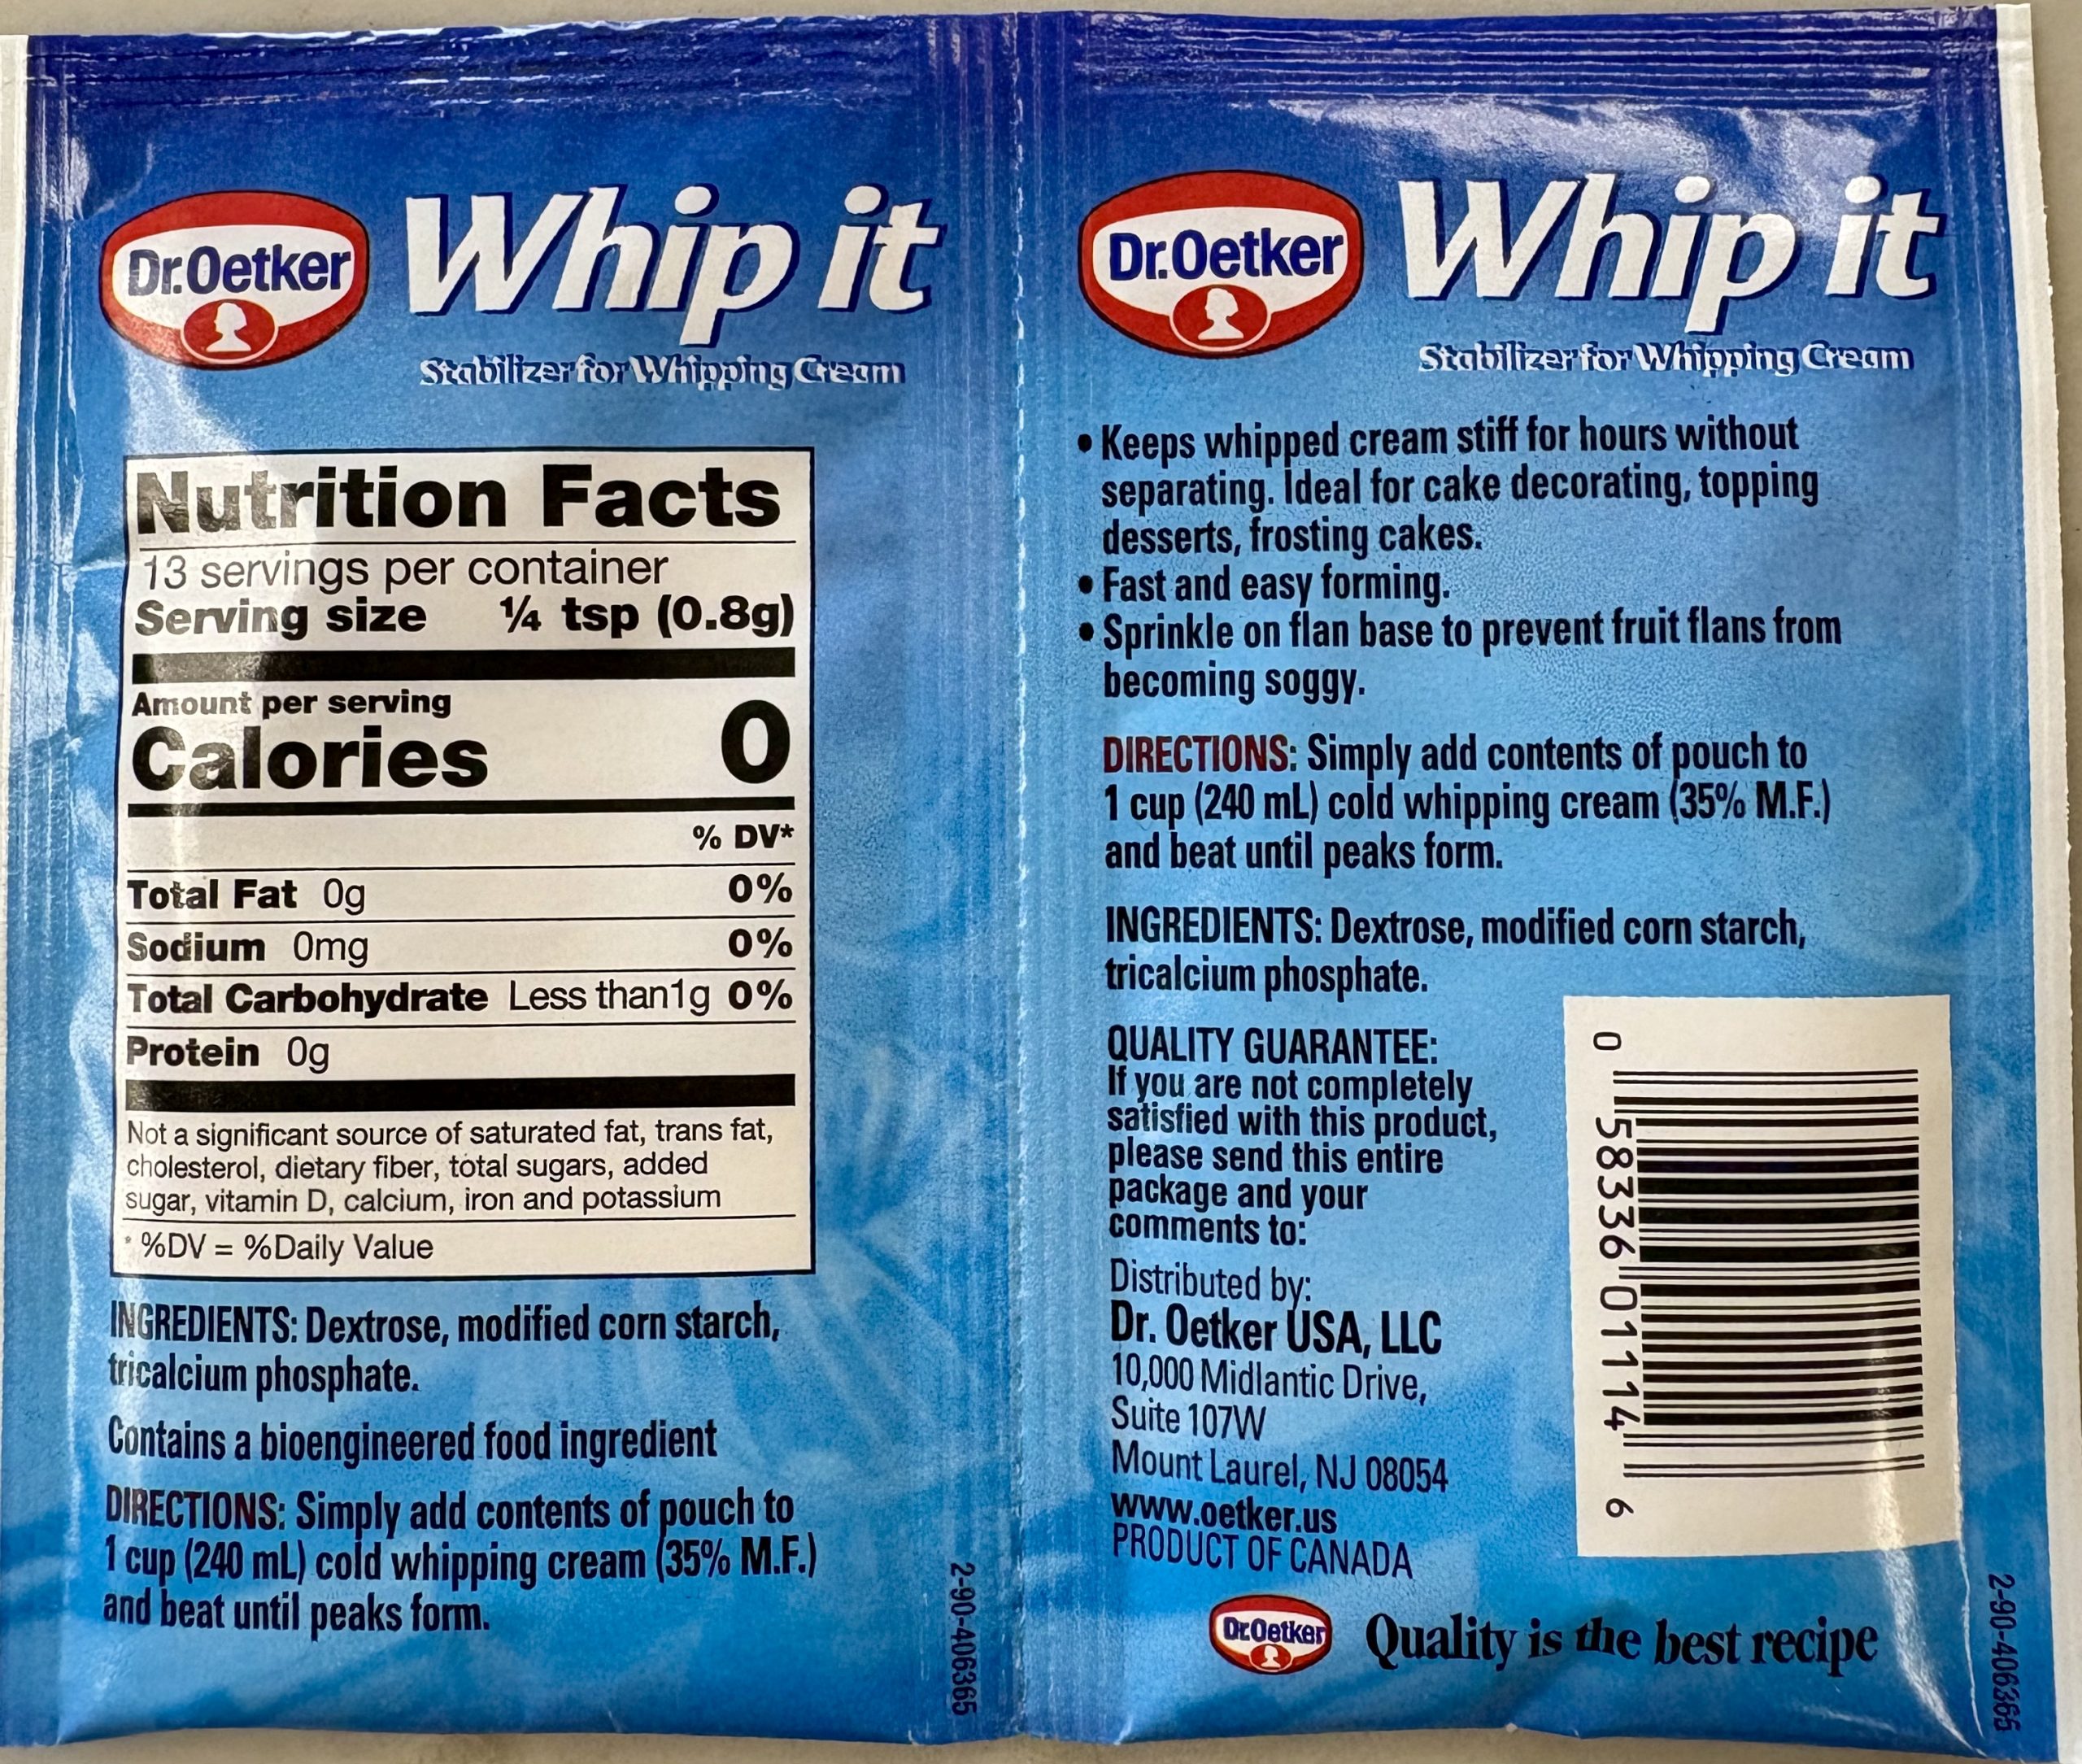 Dr.Oetker
Whip it
Stabilizer for Whipping Cream
Nutrition Facts
13 servings per container
Serving size ¼ tsp (0.8g)
Amount per serving
Calories 0
% DV*
Total Fat 0g 0%
Sodium 0mg 0%
Total Carbohydrate Less than1g 0%
Protein 0g
Not a significant source of saturated fat, trans fat,
cholesterol, dietary fiber, total sugars, added
sugar, vitamin D, calcium, iron and potassium
* %DV = %Daily Value
INGREDIENTS: Dextrose, modified corn starch,
tricalcium phosphate.
Contains a bioengineered food ingredient
DIRECTIONS: Simply add contents of pouch to
1 cup (240 mL) cold whipping cream (35% M.F.)
and beat until peaks form.
2-90-406365
Dr.Oetker
Whip it
Stabilizer for Whipping Cream
• Keeps whipped cream stiff for hours without
separating. Ideal for cake decorating, topping
desserts, frosting cakes.
• Fast and easy forming.
• Sprinkle on flan base to prevent fruit flans from
becoming soggy.
DIRECTIONS: Simply add contents of pouch to
1 cup (240 mL) cold whipping cream (35% M.F.)
and beat until peaks form.
INGREDIENTS: Dextrose, modified corn starch,
tricalcium phosphate.
QUALITY GUARANTEE:
If you are not completely
satisfied with this product,
please send this entire
package and your
comments to:
Distributed by:
Dr. Oetker USA, LLC
10,000 Midlantic Drive,
Suite 107W
Mount Laurel, NJ 08054
www.oetker.us
PRODUCT OF CANADA
0 58336 01114 6
Dr.Oetker
Quality is the best recipe
2-90-406365